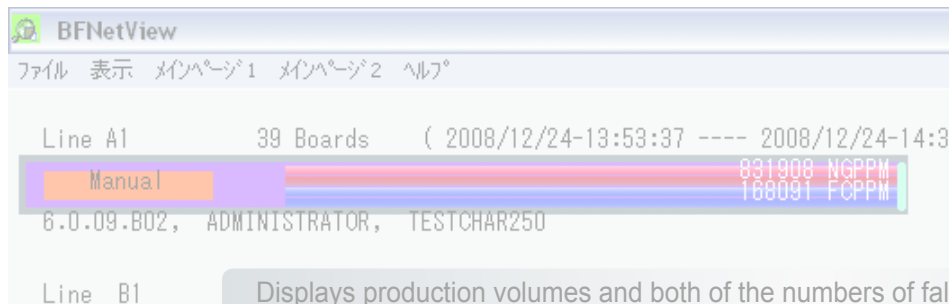 BFNetView
ﾌｧｲﾙ 表示 ﾒｲﾝﾍﾟｰｼﾞ1 ﾒｲﾝﾍﾟｰｼﾞ2 ﾍﾙﾌﾟ
Line A1 39 Boards ( 2008/12/24-13:53:37 ---- 2008/12/24-14:3
831908 NGPPM
Manual
168091 FCPPM
6.0.09.B02, ADMINISTRATOR, TESTCHAR250
Line B1 Displays production volumes and both of the numbers of fal